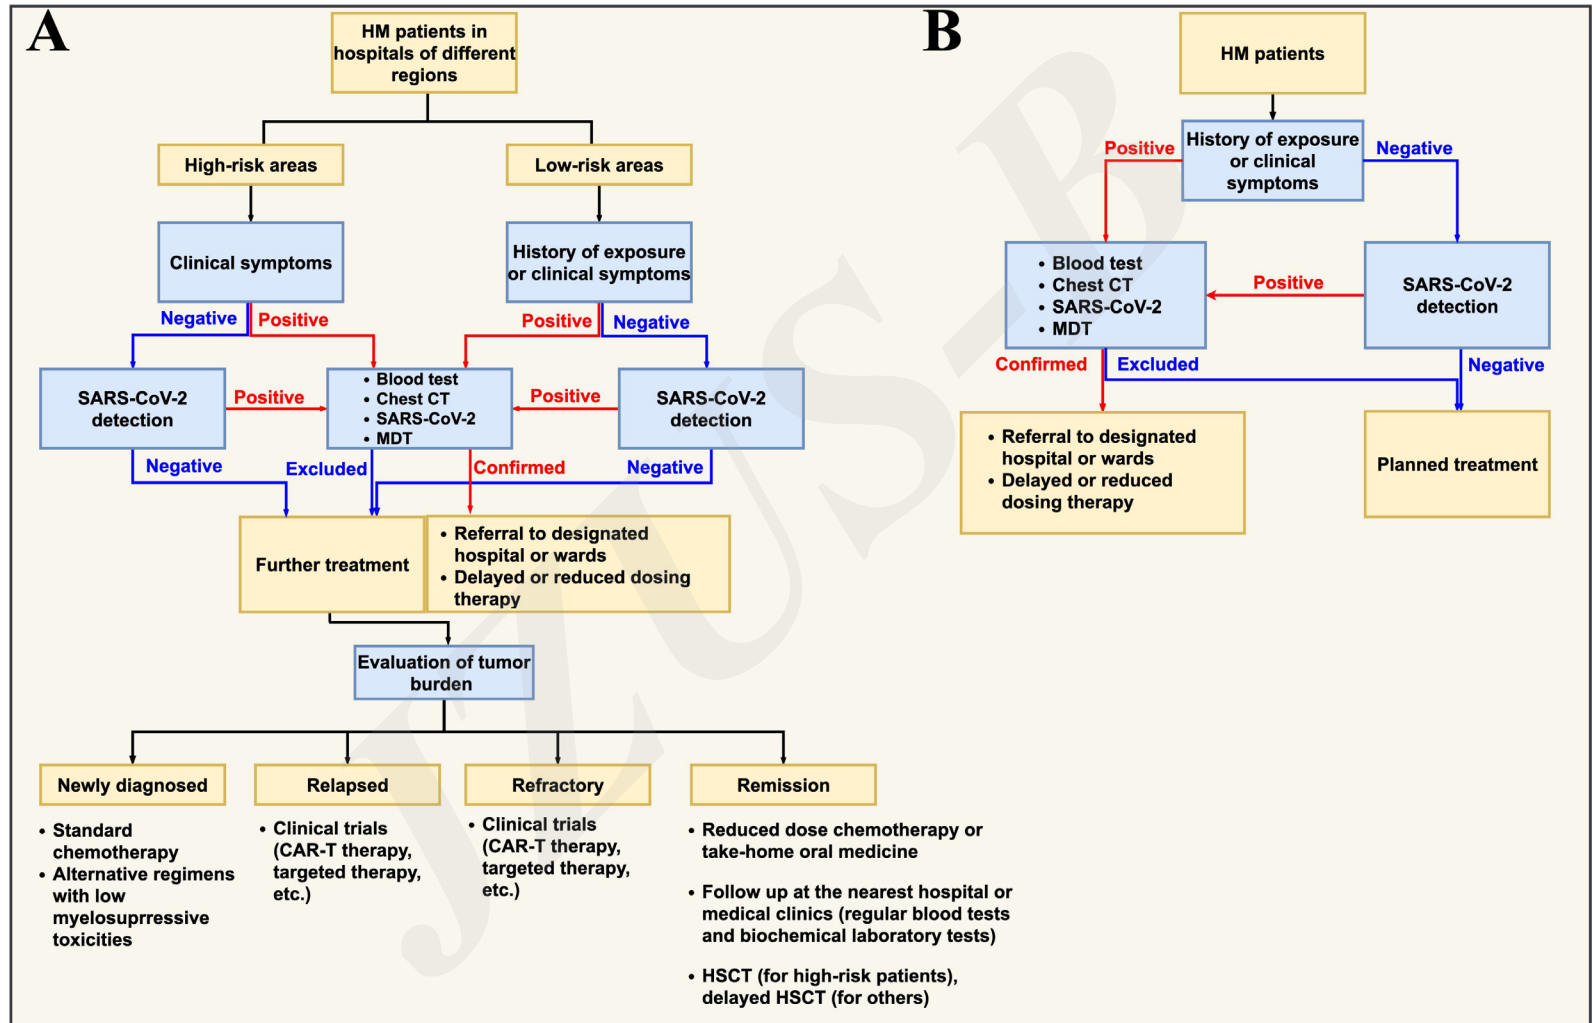 A
HM patients in
hospitals of different
regions
High-risk areas
Low-risk areas
Clinical symptoms
History of exposure
or clinical symptoms
Negative
Positive
Positive
Negative
SARS-CoV-2
detection
Positive
• Blood test
• Chest CT
• SARS-CoV-2
• MDT
Positive
SARS-CoV-2
detection
Negative
Excluded
Confirmed
Negative
Further treatment
• Referral to designated
hospital or wards
• Delayed or reduced dosing
therapy
Evaluation of tumor
burden
Newly diagnosed
Relapsed
Refractory
Remission
• Standard
chemotherapy
• Alternative regimens
with low
myelosuprressive
toxicities
• Clinical trials
(CAR-T therapy,
targeted therapy,
etc.)
• Clinical trials
(CAR-T therapy,
targeted therapy,
etc.)
• Reduced dose chemotherapy or
take-home oral medicine
• Follow up at the nearest hospital or
medical clinics (regular blood tests
and biochemical laboratory tests)
• HSCT (for high-risk patients),
delayed HSCT (for others)
B
HM patients
History of exposure
or clinical
symptoms
Positive
Negative
• Blood test
• Chest CT
• SARS-CoV-2
• MDT
Positive
SARS-CoV-2
detection
Confirmed
Excluded
Negative
• Referral to designated
hospital or wards
• Delayed or reduced
dosing therapy
Planned treatment
JZUS-B